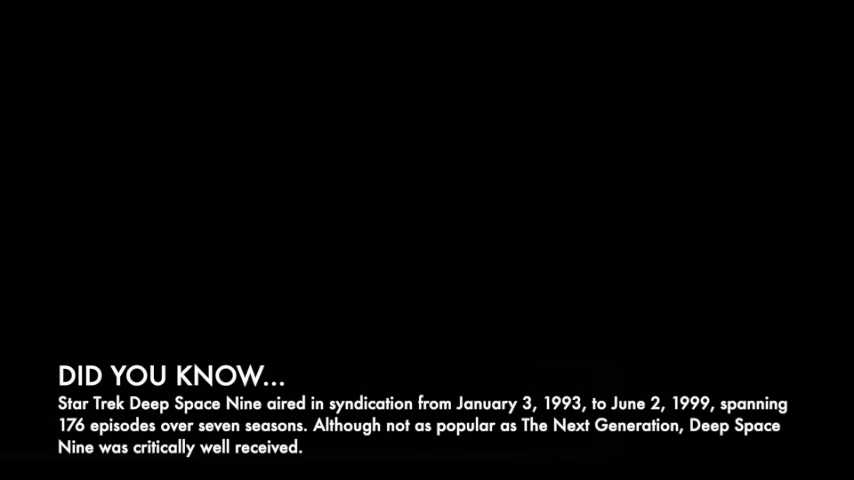 DID YOU KNOW...
Star Trek Deep Space Nine aired in syndication from January 3, 1993, to June 2, 1999, spanning
176 episodes over seven seasons. Although not as popular as The Next Generation, Deep Space
Nine was critically well received.